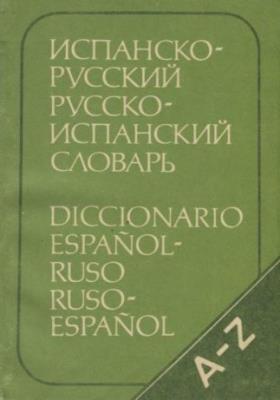 ИСПАНСКО-
РУССКИЙ
РУССКО-
ИСПАНСКИЙ
СЛОВАРЬ
DICCIONARIO
ESPAÑOL-
RUSO
RUSO-
ESPAÑOL
A-Z